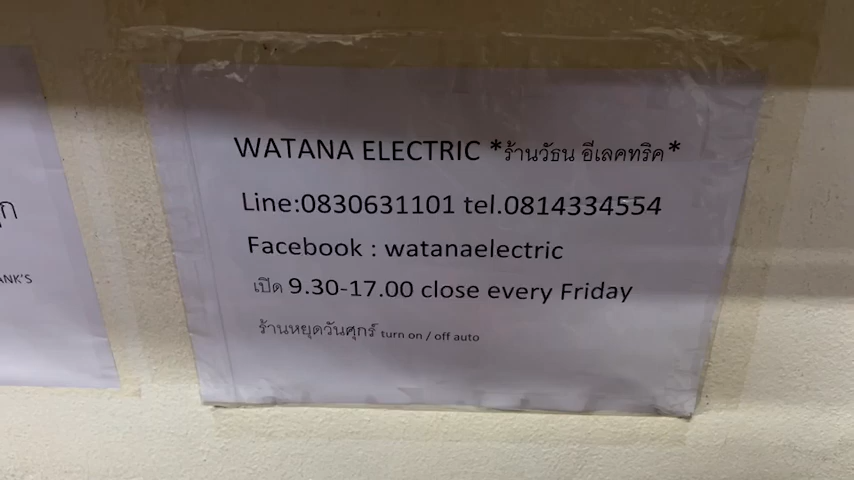 WATANA ELECTRIC *ร้านวัธน อีเลคทริค*
Line:0830631101 tel.0814334554
Facebook : watanaelectric
เปิด 9.30-17.00 close every Friday
ร้านหยุดวันศุกร์ turn on / off auto